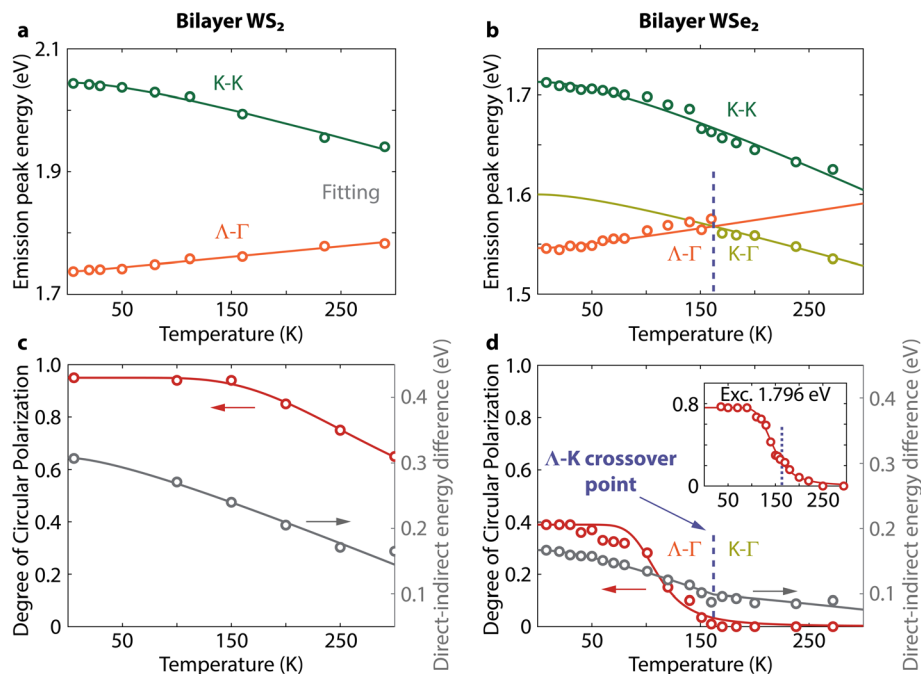 Bilayer WS₂
Bilayer WSe₂
a
2.1
1.9
1.7
Emission peak energy (eV)
K-K
Fitting
Λ-Γ
50
150
250
Temperature (K)
b
1.7
1.6
1.5
Emission peak energy (eV)
K-K
Λ-Γ
K-Γ
50
150
250
Temperature (K)
c
1.0
0.8
0.6
0.4
0.2
0
Degree of Circular Polarization
0.4
0.3
0.2
0.1
Direct-indirect energy difference (eV)
50
150
250
Temperature (K)
d
1.0
0.8
0.6
0.4
0.2
0
Degree of Circular Polarization
Exc. 1.796 eV
0.8
0
50
150
250
Λ-K crossover
point
Λ-Γ
K-Γ
0.4
0.3
0.2
0.1
Direct-indirect energy difference (eV)
50
150
250
Temperature (K)